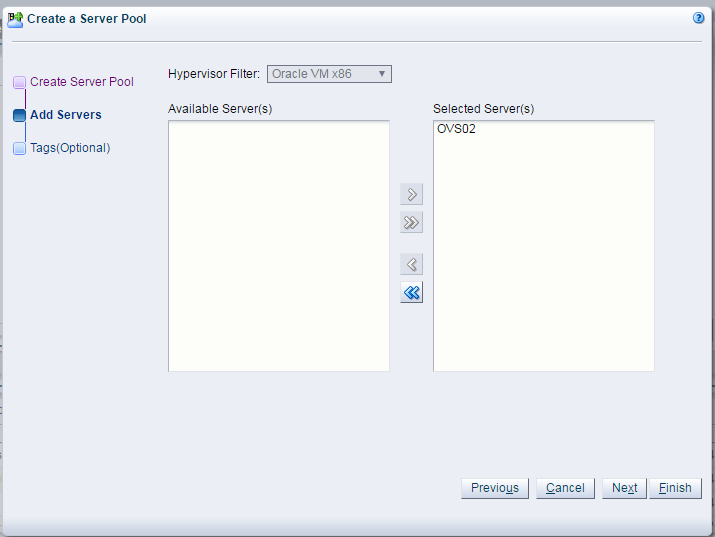 Create a Server Pool
Create Server Pool
Add Servers
Tags(Optional)
Hypervisor Filter: Oracle VM x86
Available Server(s)
Selected Server(s)
OVS02
Previous Cancel Next Finish